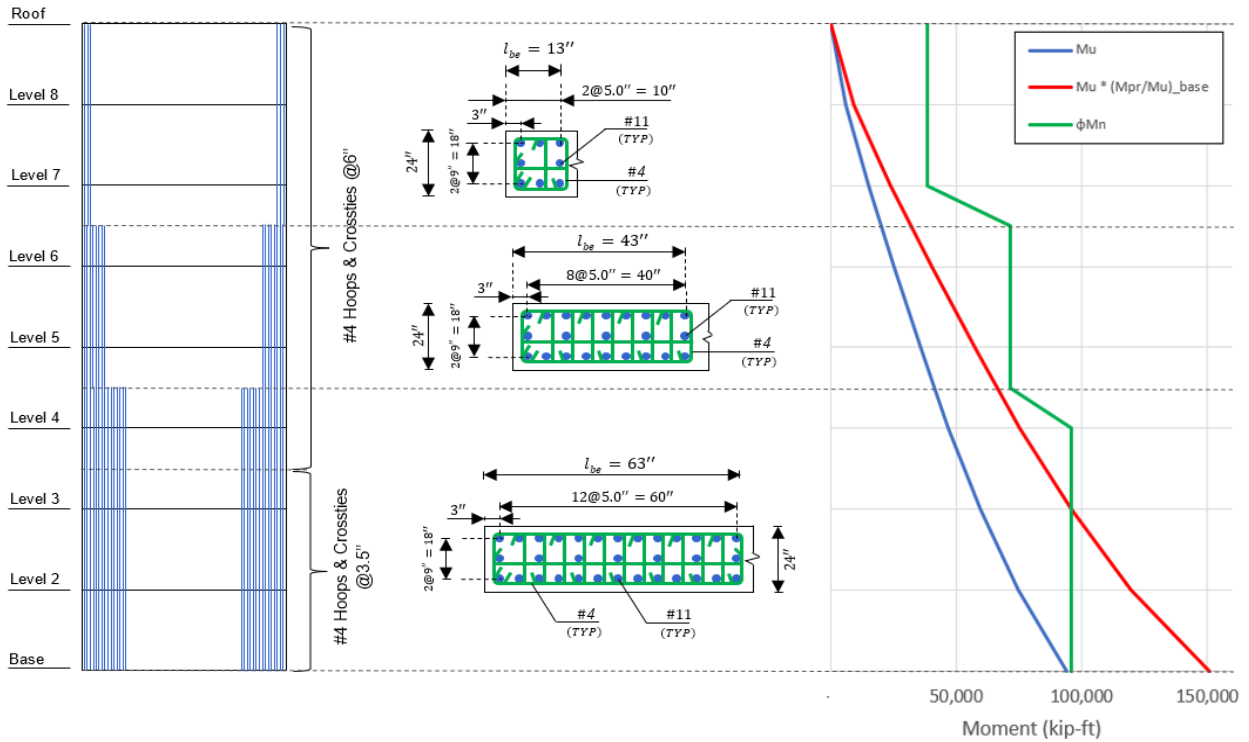 Roof
Level 8
Level 7
Level 6
Level 5
Level 4
Level 3
Level 2
Base
#4 Hoops & Crossties @6"
#4 Hoops & Crossties
@3.5"
l_be = 13′′
2@5.0′′ = 10′′
3′′
#11
(TYP)
24′′
2@9′′ = 18′′
#4
(TYP)
l_be = 43′′
8@5.0′′ = 40′′
3′′
#11
(TYP)
24′′
2@9′′ = 18′′
#4
(TYP)
l_be = 63′′
12@5.0′′ = 60′′
3′′
2@9′′ = 18′′
24′′
#4
(TYP)
#11
(TYP)
Mu
Mu * (Mpr/Mu)_base
ϕMn
- 50,000 100,000 150,000
Moment (kip-ft)